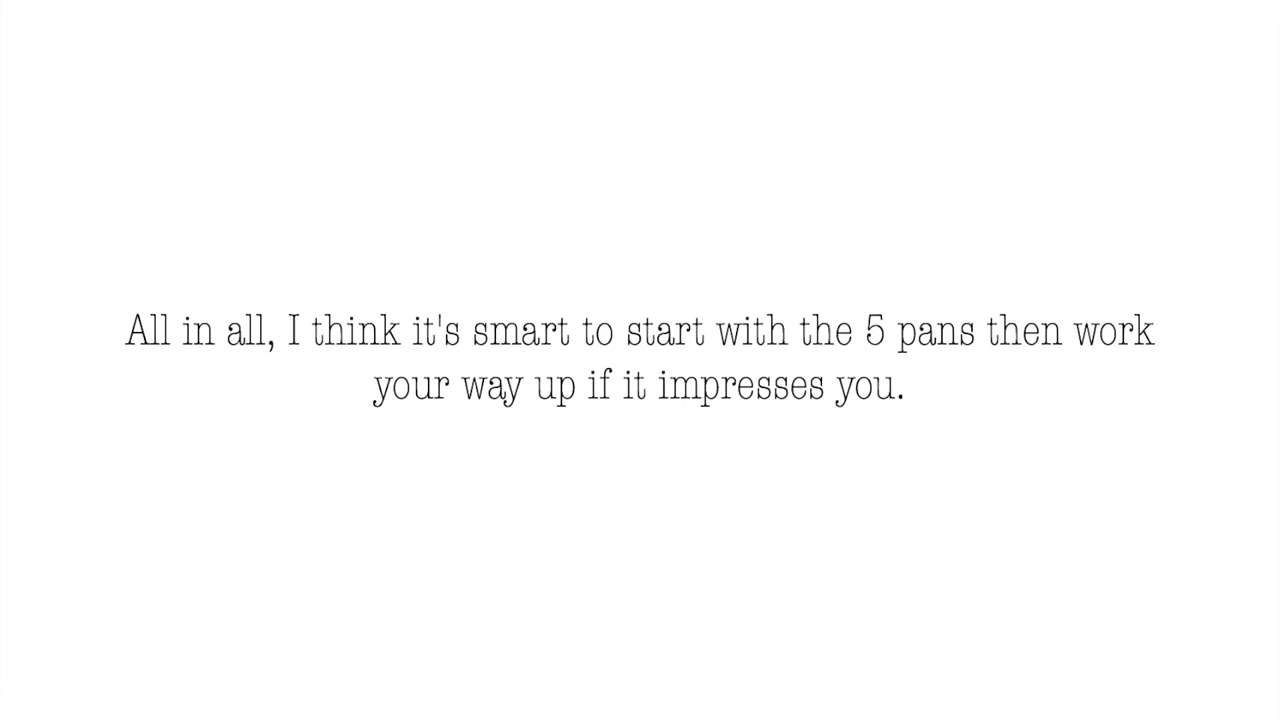 All in all, I think it's smart to start with the 5 pans then work
your way up if it impresses you.